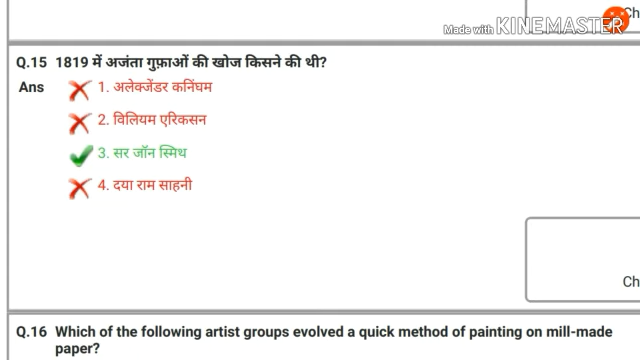 Ch
Made with KINEMASTER
Q.15 1819 में अजंता गुफ़ाओं की खोज किसने की थी?
Ans 1. अलेक्जेंडर कनिंघम
2. विलियम एरिकसन
3. सर जॉन स्मिथ
4. दया राम साहनी
Ch
Q.16 Which of the following artist groups evolved a quick method of painting on mill-made
paper?